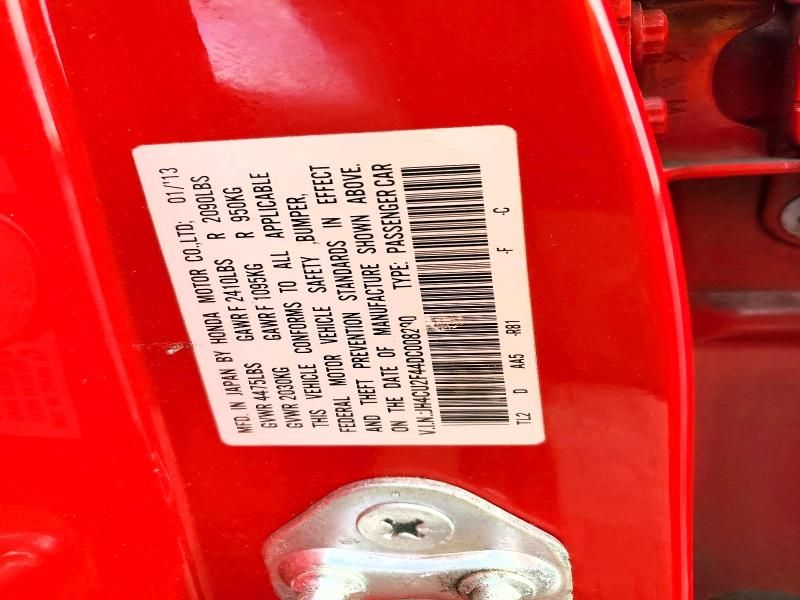 MFD. IN JAPAN BY HONDA MOTOR CO.,LTD; 01/'13
GVWR 4475LBS GAWR F 2410LBS R 2090LBS
GVWR 2030KG GAWR F 1095KG R 950KG
THIS VEHICLE CONFORMS TO ALL APPLICABLE
FEDERAL MOTOR VEHICLE SAFETY ,BUMPER,
AND THEFT PREVENTION STANDARDS IN EFFECT
ON THE DATE OF MANUFACTURE SHOWN ABOVE.
V.I.N.:JH4CU2F44DC008220 TYPE: PASSENGER CAR
T12 D AA5 -R81 -F -C